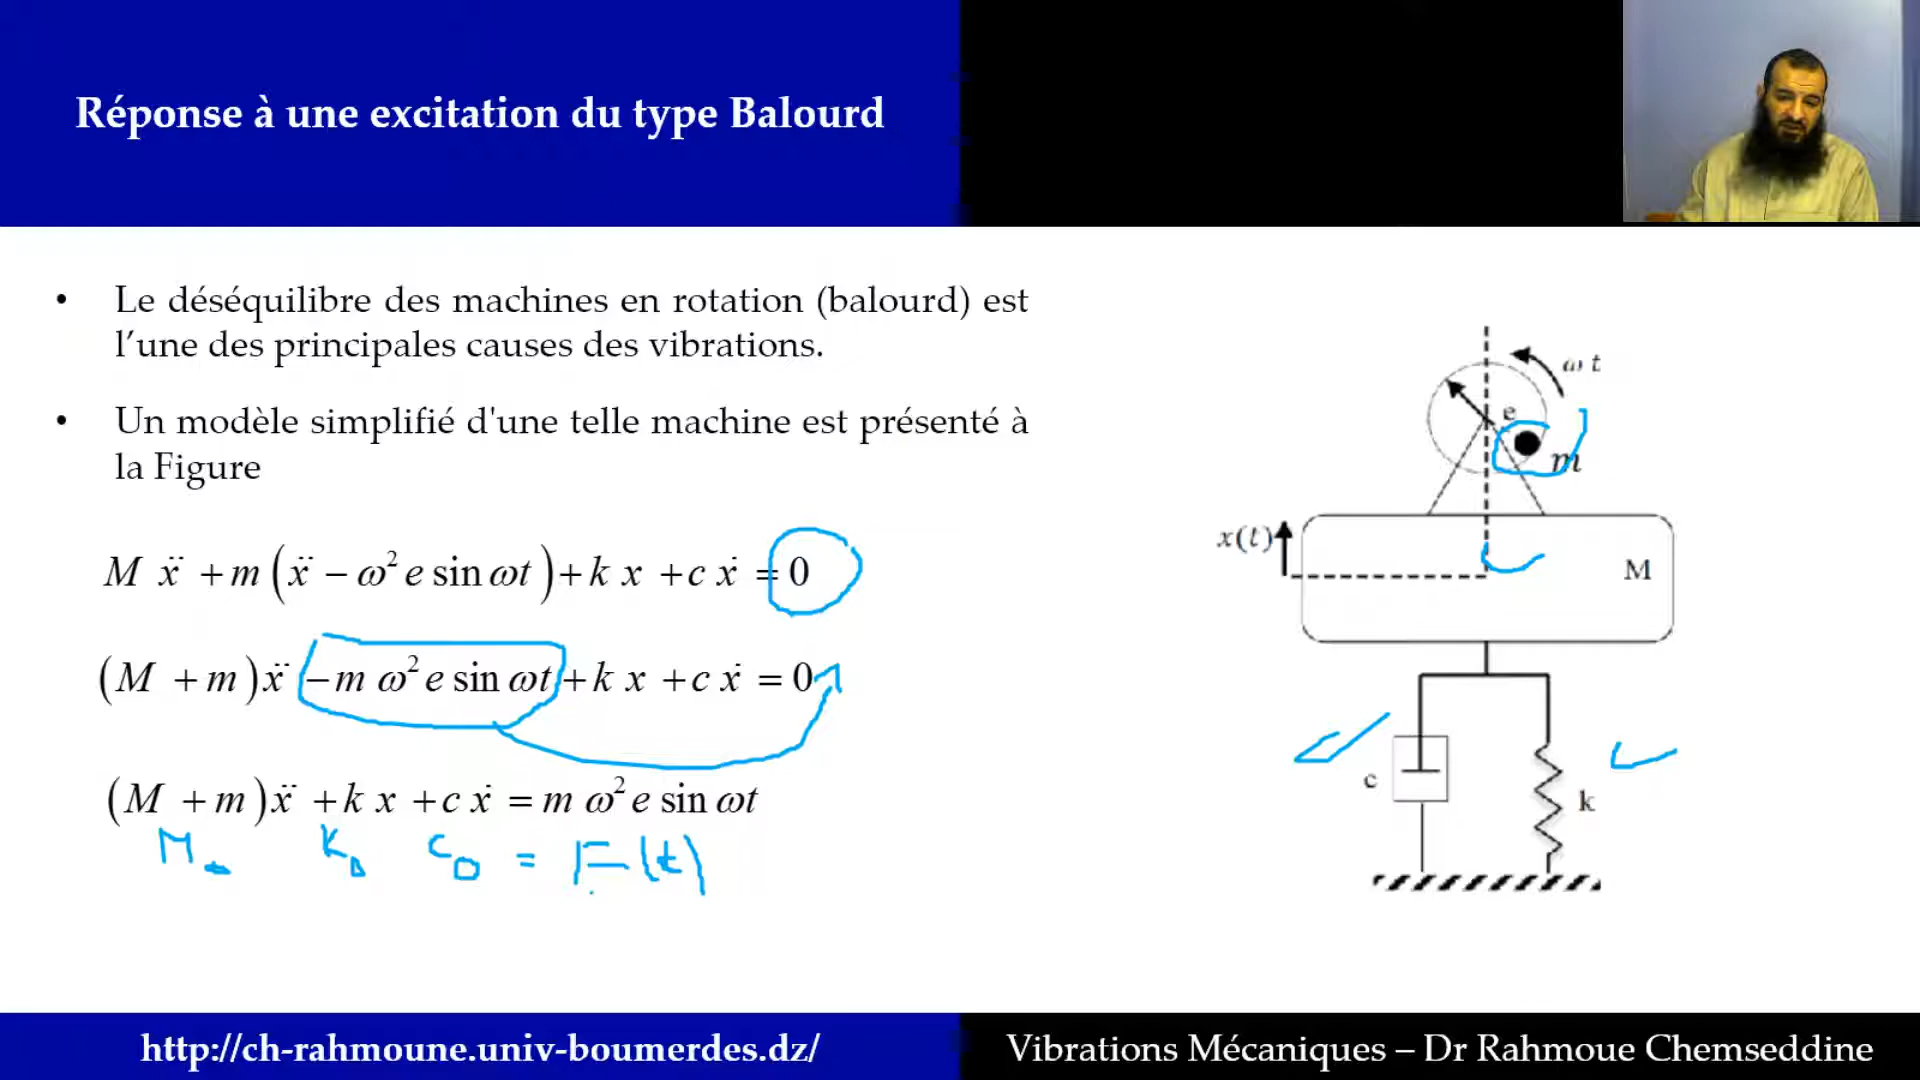 Réponse à une excitation du type Balourd
• Le déséquilibre des machines en rotation (balourd) est
l’une des principales causes des vibrations.
• Un modèle simplifié d'une telle machine est présenté à
la Figure
M ẍ + m (ẍ − ω² e sin ωt) + k x + c ẋ = 0
(M + m)ẍ − m ω² e sin ωt + k x + c ẋ = 0
(M + m)ẍ + k x + c ẋ = m ω² e sin ωt
M K C = F(t)
ω t
e
m
x(t)
M
c
k
http://ch-rahmoune.univ-boumerdes.dz/
Vibrations Mécaniques – Dr Rahmoue Chemseddine